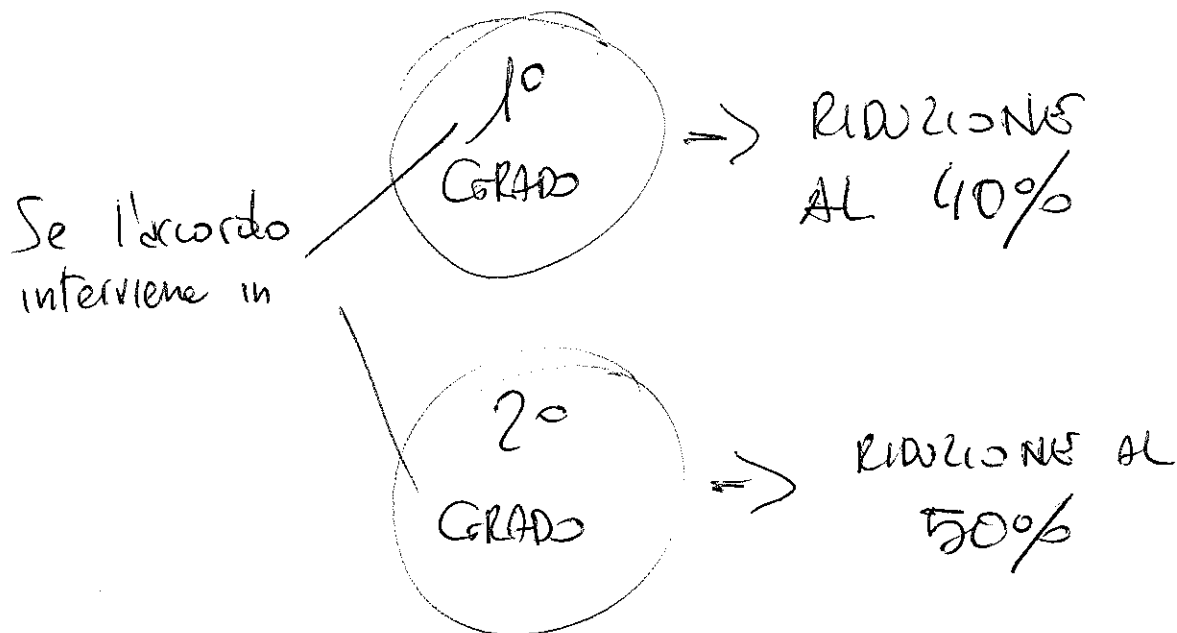 Se l'accordo
interviene in
1°
GRADO
=> RIDUZIONE
AL 40%
2°
GRADO
=> RIDUZIONE AL
50%